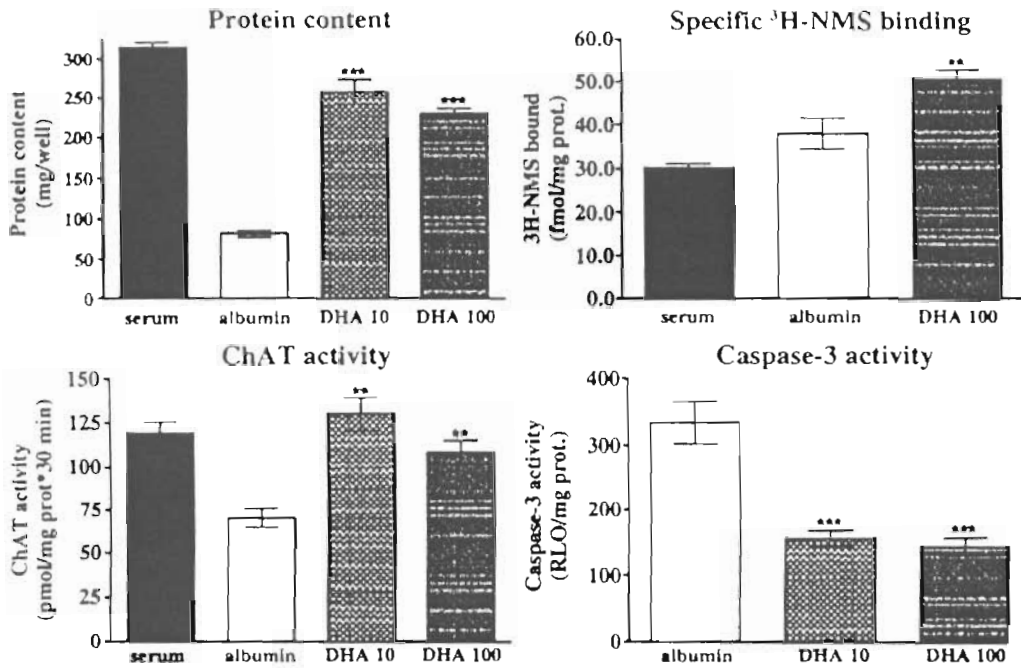 Protein content
Protein content
(mg/well)
300
250
200
150
100
50
0
***
***
serum albumin DHA 10 DHA 100
Specific ³H-NMS binding
3H-NMS bound
(fmol/mg prot.)
60.0
50.0
40.0
30.0
20.0
10.0
0.0
**
serum albumin DHA 100
ChAT activity
ChAT activity
(pmol/mg prot*30 min)
150
125
100
75
50
25
0
**
**
serum albumin DHA 10 DHA 100
Caspase-3 activity
Caspase-3 activity
(RLO/mg prot.)
400
300
200
100
0
***
***
albumin DHA 10 DHA 100